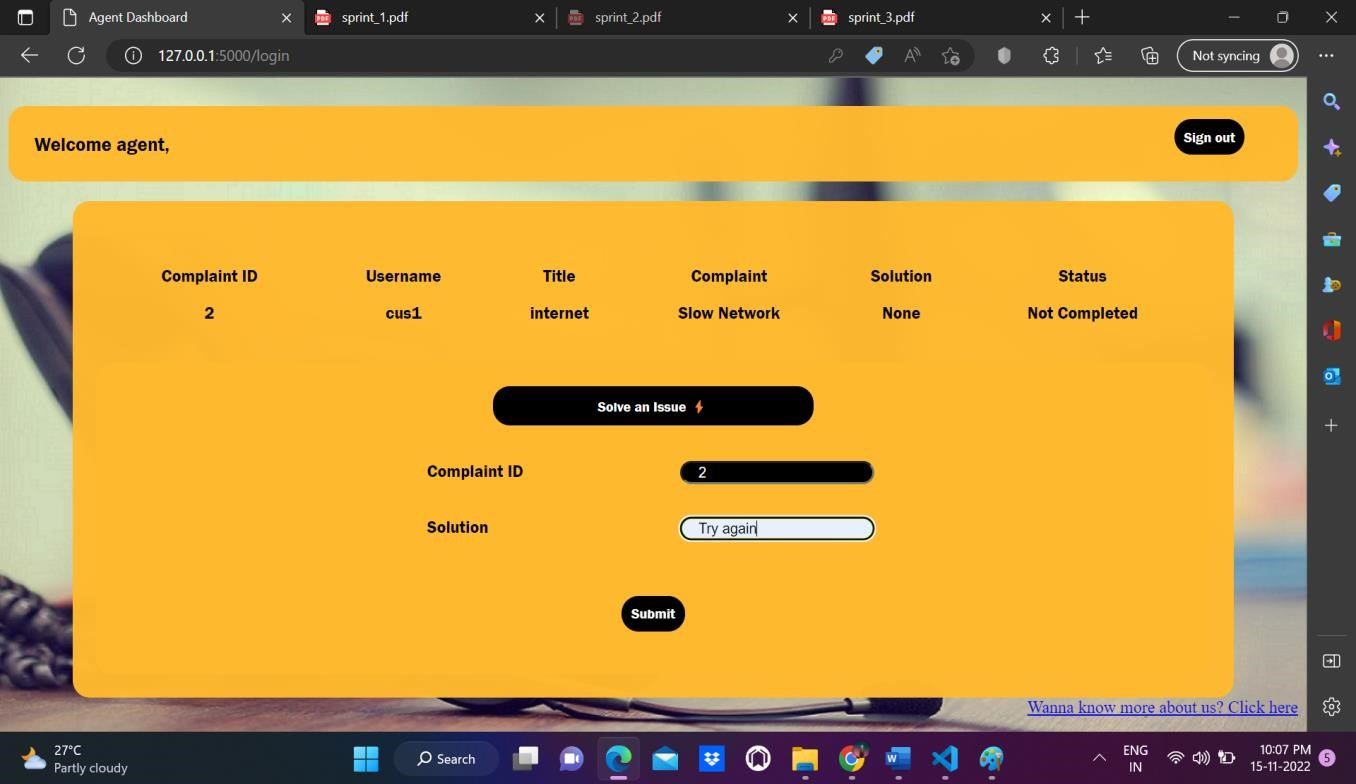 Agent Dashboard
sprint_1.pdf
sprint_2.pdf
sprint_3.pdf
127.0.0.1:5000/login
Not syncing
Welcome agent,
Sign out
Complaint ID Username Title Complaint Solution Status
2 cus1 internet Slow Network None Not Completed
Solve an Issue
Complaint ID 2
Solution Try again
Submit
Wanna know more about us? Click here
27°C
Partly cloudy
Search
ENG
IN
10:07 PM
15-11-2022
5